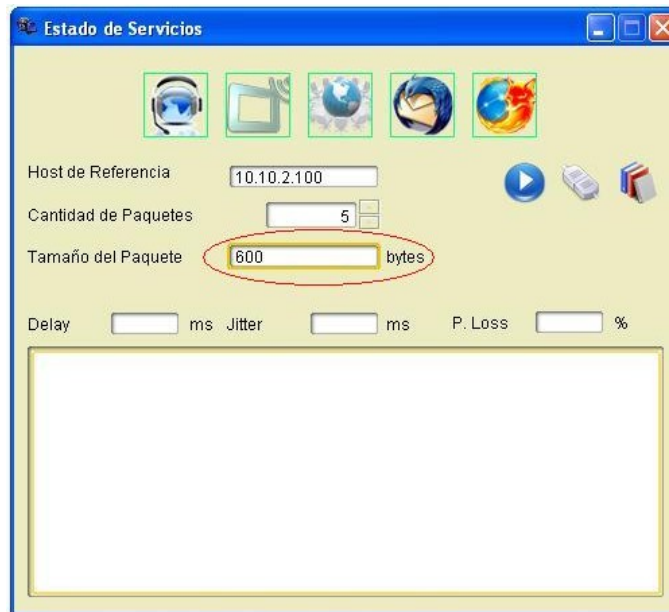 Estado de Servicios
Host de Referencia 10.10.2.100
Cantidad de Paquetes 5
Tamaño del Paquete 600 bytes
Delay ms Jitter ms P. Loss %